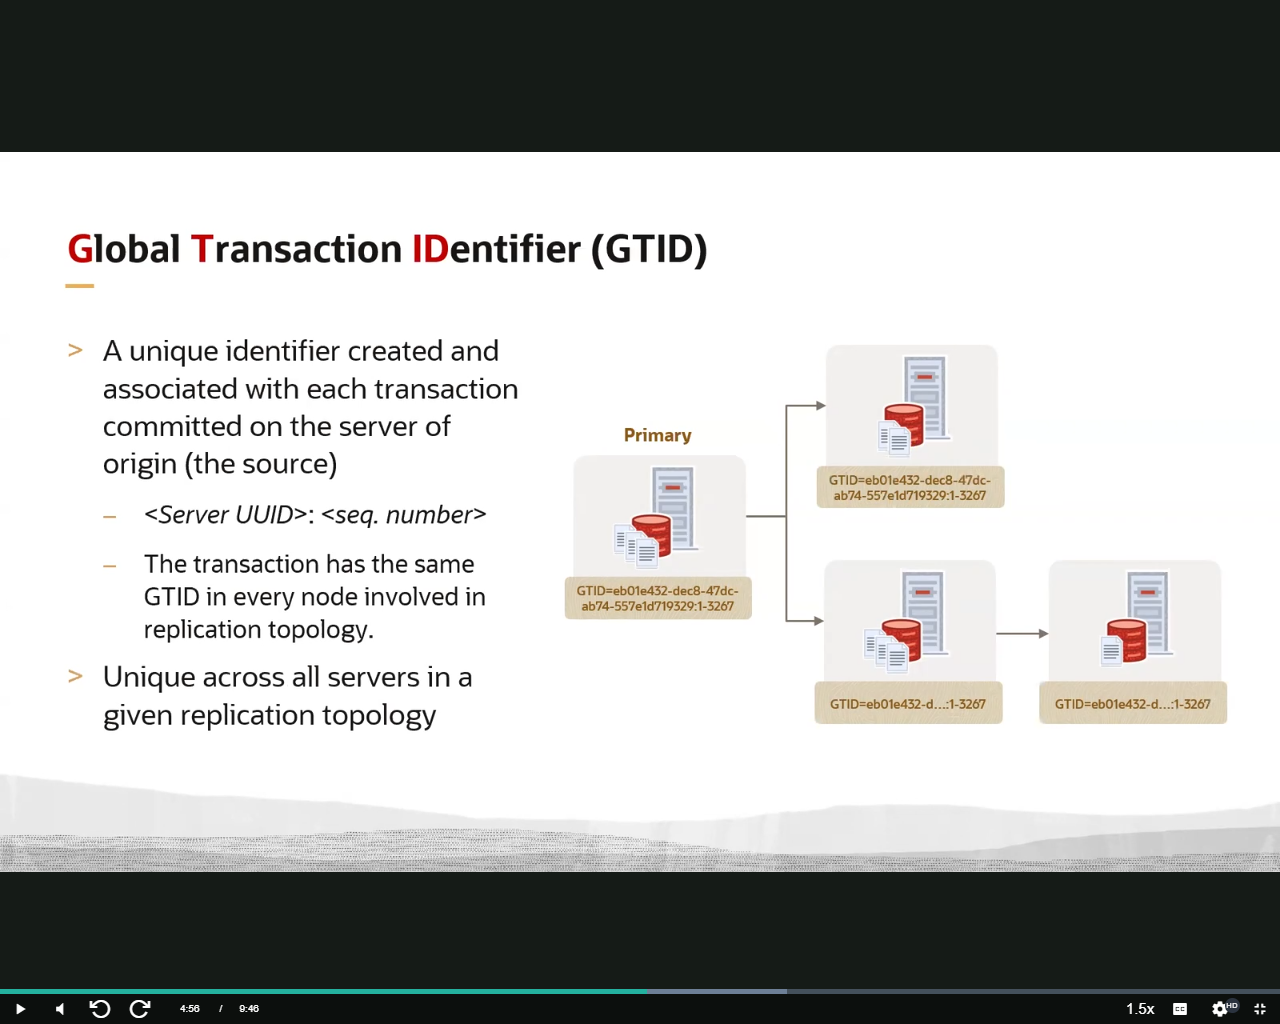 Global Transaction IDentifier (GTID)
> A unique identifier created and
associated with each transaction
committed on the server of
origin (the source)
– <Server UUID>: <seq. number>
– The transaction has the same
GTID in every node involved in
replication topology.
> Unique across all servers in a
given replication topology
Primary
GTID=eb01e432-dec8-47dc-
ab74-557e1d719329:1-3267
GTID=eb01e432-dec8-47dc-
ab74-557e1d719329:1-3267
GTID=eb01e432-d...:1-3267
GTID=eb01e432-d...:1-3267
4:56 / 9:46
1.5x
CC
HD